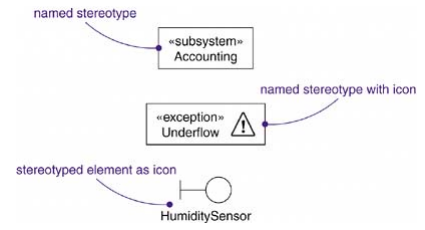 named stereotype
«subsystem»
Accounting
named stereotype with icon
«exception»
Underflow
stereotyped element as icon
HumiditySensor